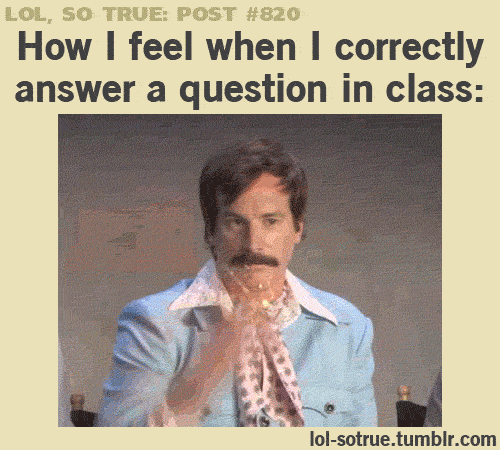 LOL, SO TRUE: POST #820
How I feel when I correctly
answer a question in class:
lol-sotrue.tumblr.com